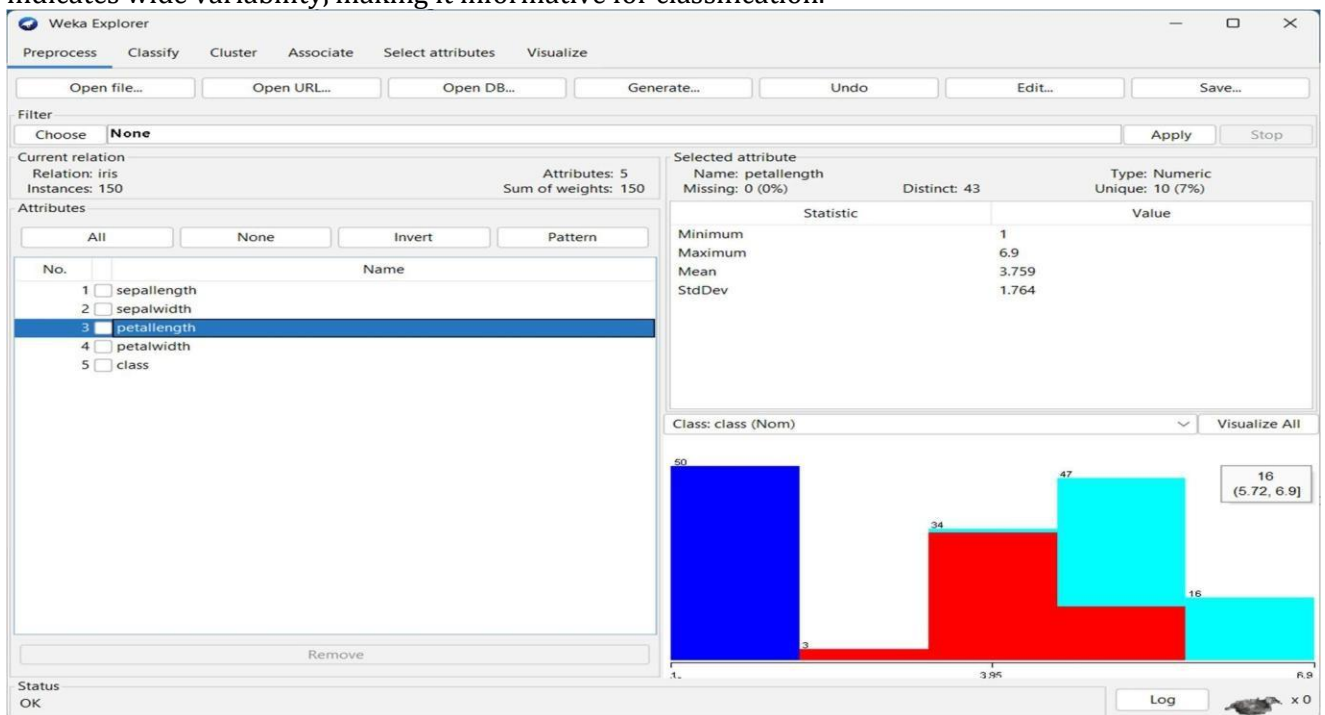 indicates wide variability, making it informative for classification.
Weka Explorer
Preprocess Classify Cluster Associate Select attributes Visualize
Open file... Open URL... Open DB... Generate... Undo Edit... Save...
Filter
Choose None Apply Stop
Current relation
Relation: iris Attributes: 5
Instances: 150 Sum of weights: 150
Attributes
All None Invert Pattern
No. Name
1 sepallength
2 sepalwidth
3 petallength
4 petalwidth
5 class
Remove
Selected attribute
Name: petallength Type: Numeric
Missing: 0 (0%) Distinct: 43 Unique: 10 (7%)
Statistic Value
Minimum 1
Maximum 6.9
Mean 3.759
StdDev 1.764
Class: class (Nom) Visualize All
50
47
16
(5.72, 6.9]
34
16
3
1. 3.95 6.9
Status
OK Log x 0